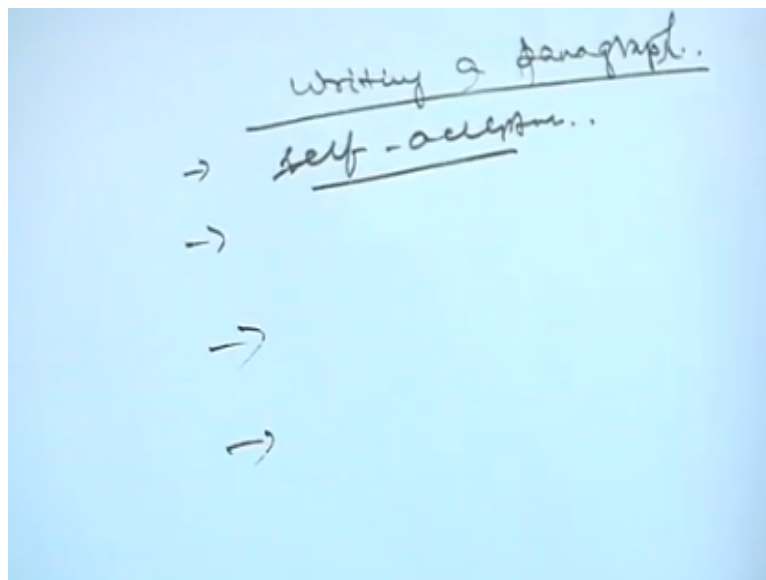 Writing a paragraph..
→ self-acceptance..
→
→
→